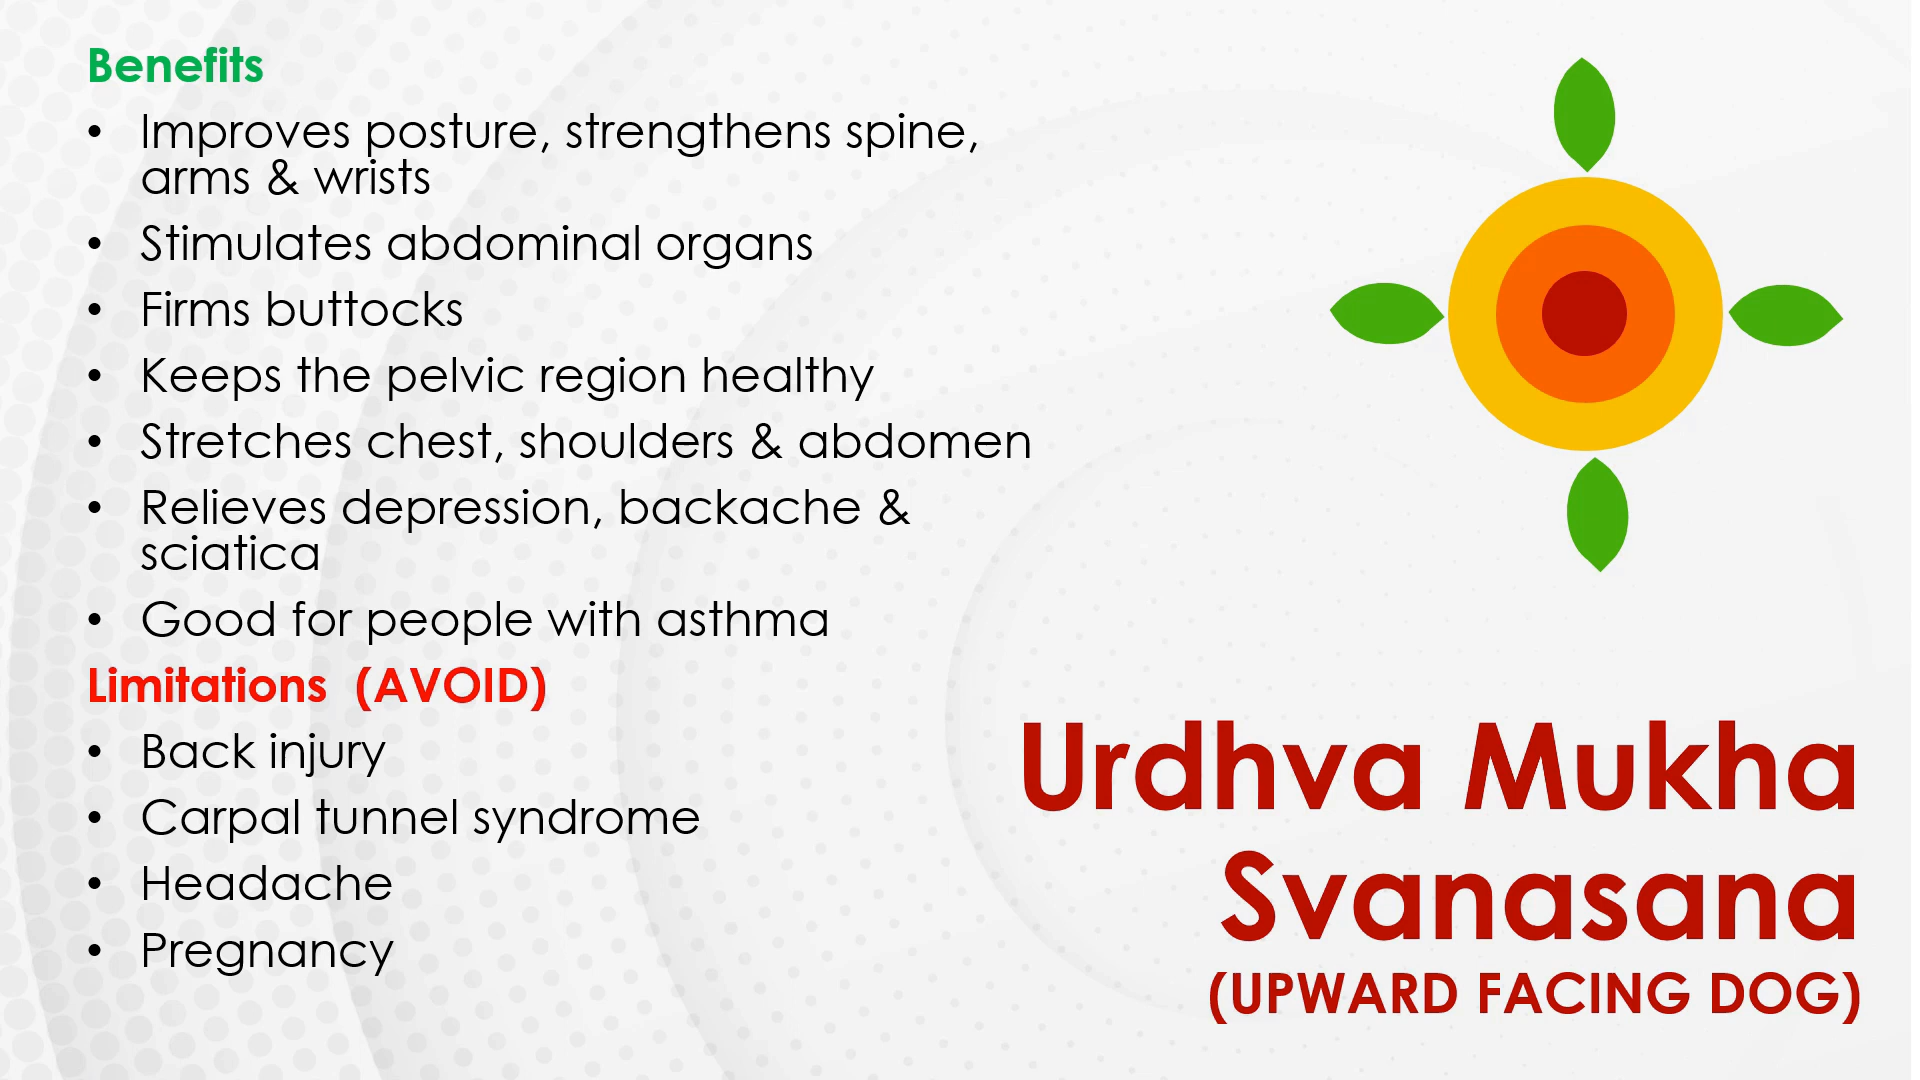 Benefits
• Improves posture, strengthens spine,
arms & wrists
• Stimulates abdominal organs
• Firms buttocks
• Keeps the pelvic region healthy
• Stretches chest, shoulders & abdomen
• Relieves depression, backache &
sciatica
• Good for people with asthma
Limitations  (AVOID)
• Back injury
• Carpal tunnel syndrome
• Headache
• Pregnancy
Urdhva Mukha
Svanasana
(UPWARD FACING DOG)